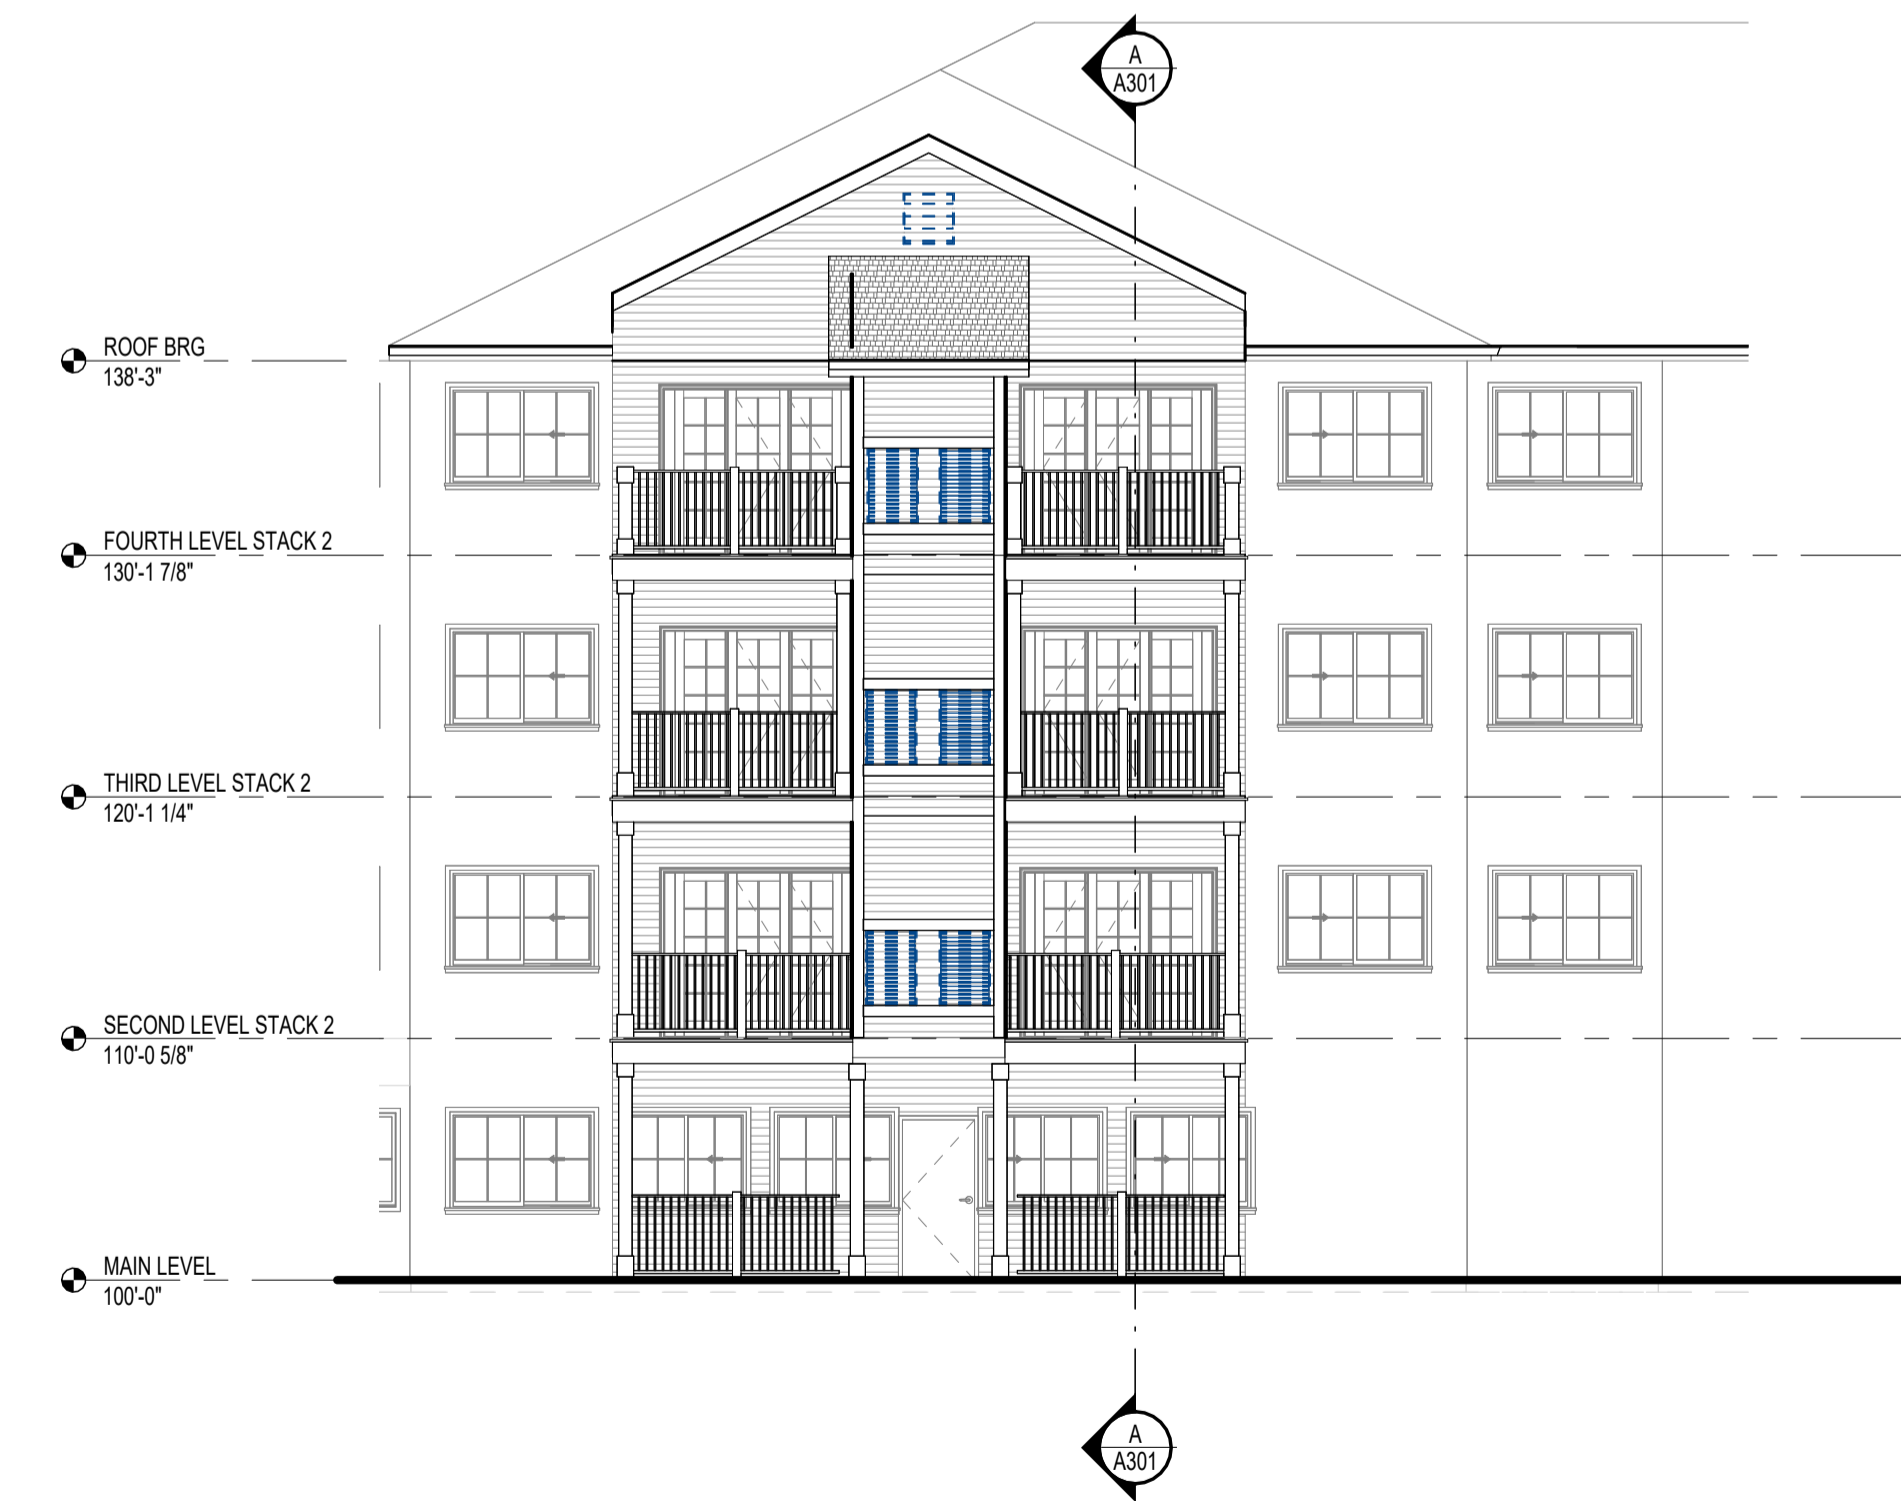 A
A301
ROOF BRG
138'-3"
FOURTH LEVEL STACK 2
130'-1 7/8"
THIRD LEVEL STACK 2
120'-1 1/4"
SECOND LEVEL STACK 2
110'-0 5/8"
MAIN LEVEL
100'-0"
A
A301